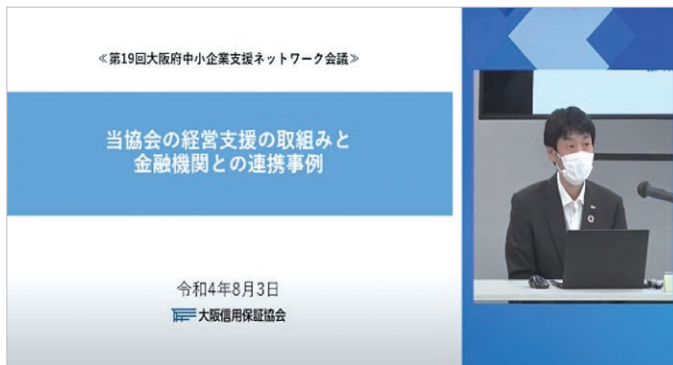 ≪第19回大阪府中小企業支援ネットワーク会議≫
当協会の経営支援の取組みと
金融機関との連携事例
令和4年8月3日
大阪信用保証協会